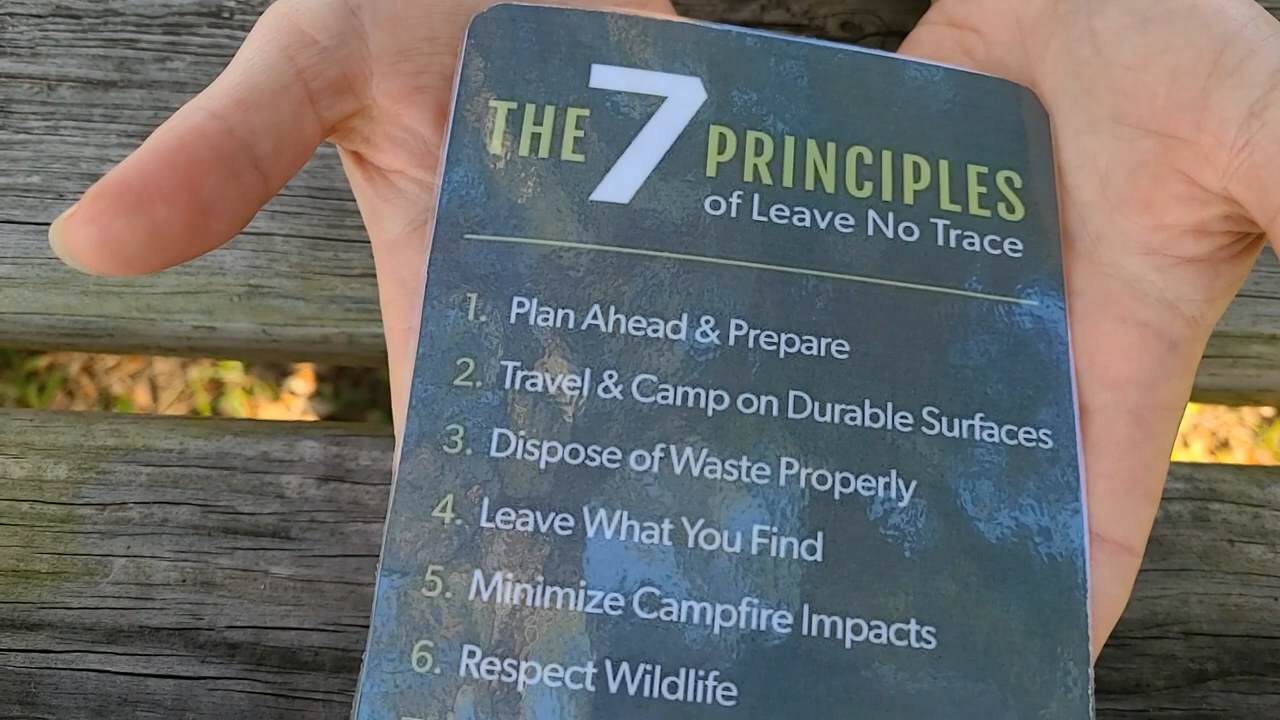 THE 7 PRINCIPLES
of Leave No Trace
1. Plan Ahead & Prepare
2. Travel & Camp on Durable Surfaces
3. Dispose of Waste Properly
4. Leave What You Find
5. Minimize Campfire Impacts
6. Respect Wildlife